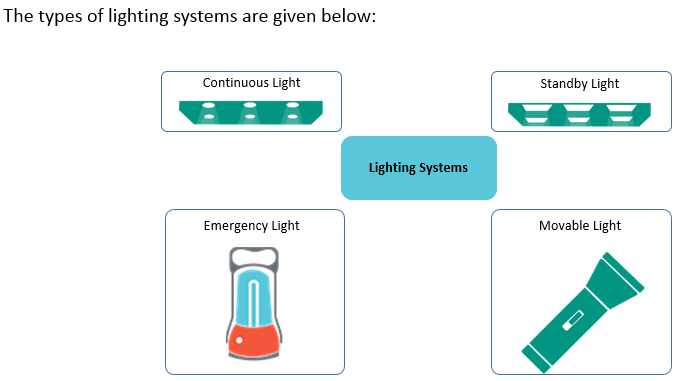 The types of lighting systems are given below:
Continuous Light
Standby Light
Lighting Systems
Emergency Light
Movable Light